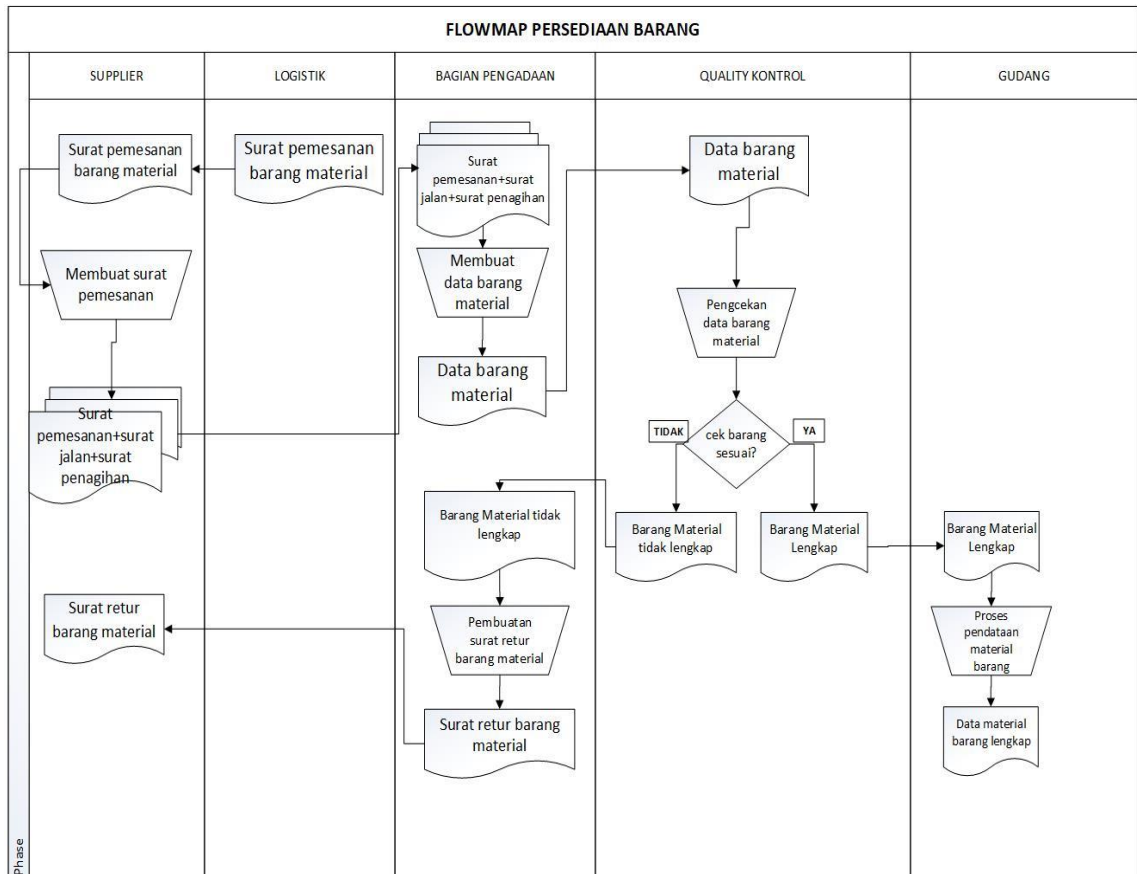 FLOWMAP PERSEDIAAN BARANG
SUPPLIER
LOGISTIK
BAGIAN PENGADAAN
QUALITY KONTROL
GUDANG
Surat pemesanan
barang material
Membuat surat
pemesanan
Surat
pemesanan+surat
jalan+surat
penagihan
Surat retur
barang material
Surat pemesanan
barang material
Surat
pemesanan+surat
jalan+surat penagihan
Membuat
data barang
material
Data barang
material
Barang Material tidak
lengkap
Pembuatan
surat retur
barang material
Surat retur barang
material
Data barang
material
Pengcekan
data barang
material
TIDAK
cek barang
sesuai?
YA
Barang Material
tidak lengkap
Barang Material
Lengkap
Barang Material
Lengkap
Proses
pendataan
material
barang
Data material
barang lengkap
Phase